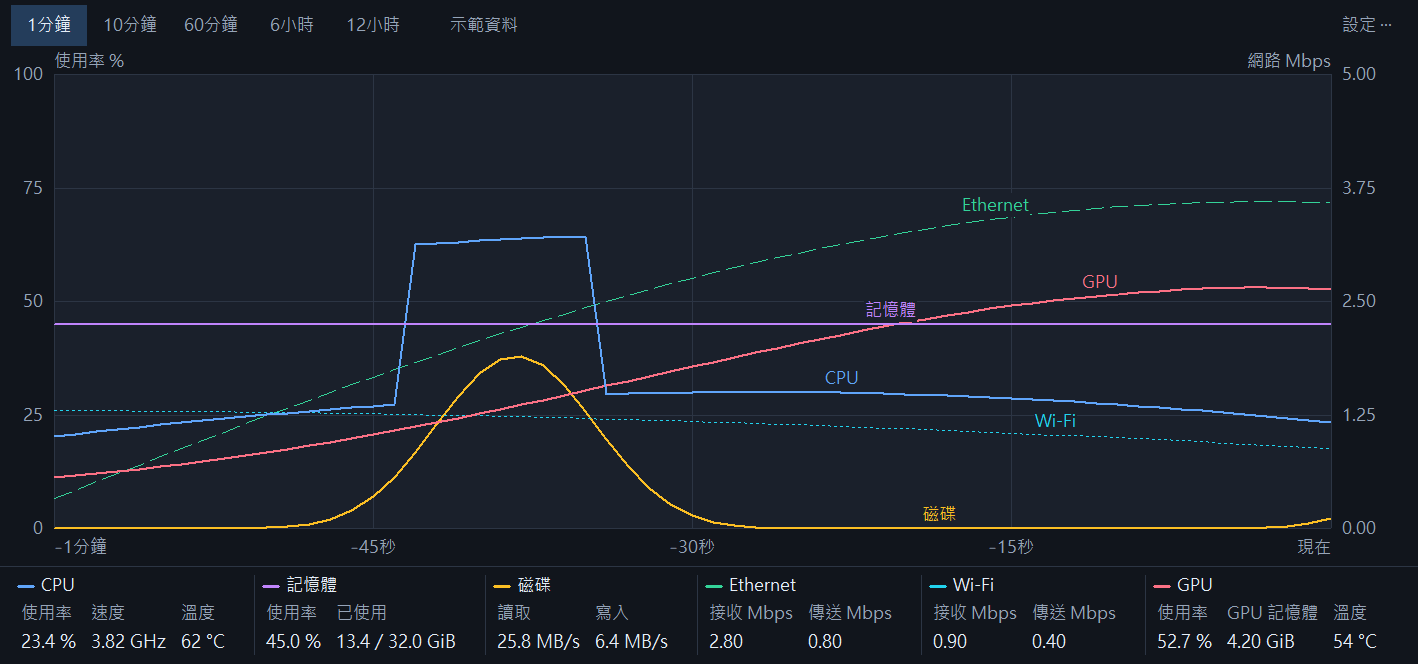 1分鐘 10分鐘 60分鐘 6小時 12小時 示範資料 設定 ···
使用率 % 網路 Mbps
100 5.00
75 3.75
Ethernet
GPU
50 2.50
記憶體
CPU
25 1.25
Wi-Fi
磁碟
0 0.00
-1分鐘 -45秒 -30秒 -15秒 現在
CPU 記憶體 磁碟 Ethernet Wi-Fi GPU
使用率 速度 溫度 使用率 已使用 讀取 寫入 接收 Mbps 傳送 Mbps 接收 Mbps 傳送 Mbps 使用率 GPU 記憶體 溫度
23.4 % 3.82 GHz 62 °C 45.0 % 13.4 / 32.0 GiB 25.8 MB/s 6.4 MB/s 2.80 0.80 0.90 0.40 52.7 % 4.20 GiB 54 °C